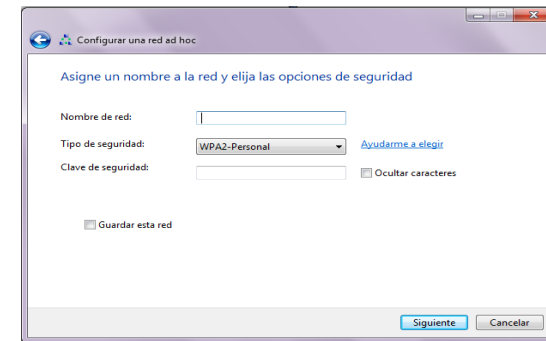 Configurar una red ad hoc
Asigne un nombre a la red y elija las opciones de seguridad
Nombre de red:
Tipo de seguridad: WPA2-Personal Ayudarme a elegir
Clave de seguridad: Ocultar caracteres
Guardar esta red
Siguiente Cancelar